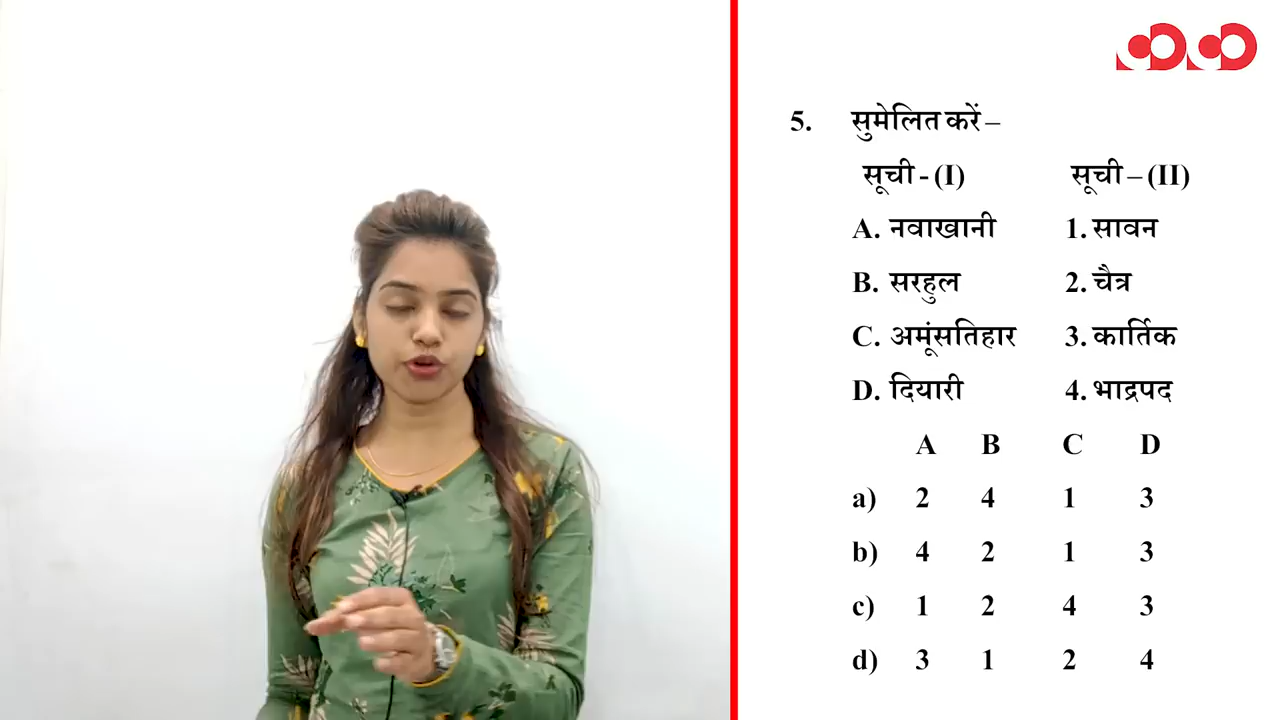 5. सुमेलित करें –
सूची - (I) सूची – (II)
A. नवाखानी 1. सावन
B. सरहुल 2. चैत्र
C. अमूंसतिहार 3. कार्तिक
D. दियारी 4. भाद्रपद
A B C D
a) 2 4 1 3
b) 4 2 1 3
c) 1 2 4 3
d) 3 1 2 4